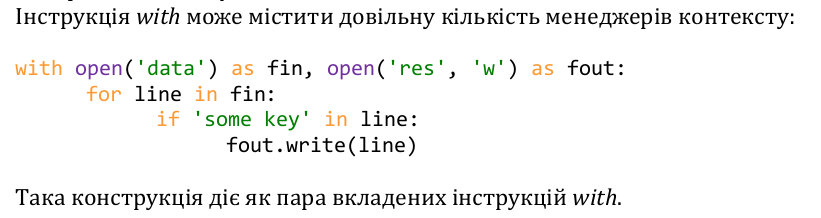 Інструкція with може містити довільну кількість менеджерів контексту:
with open('data') as fin, open('res', 'w') as fout:
for line in fin:
if 'some key' in line:
fout.write(line)
Така конструкція діє як пара вкладених інструкцій with.